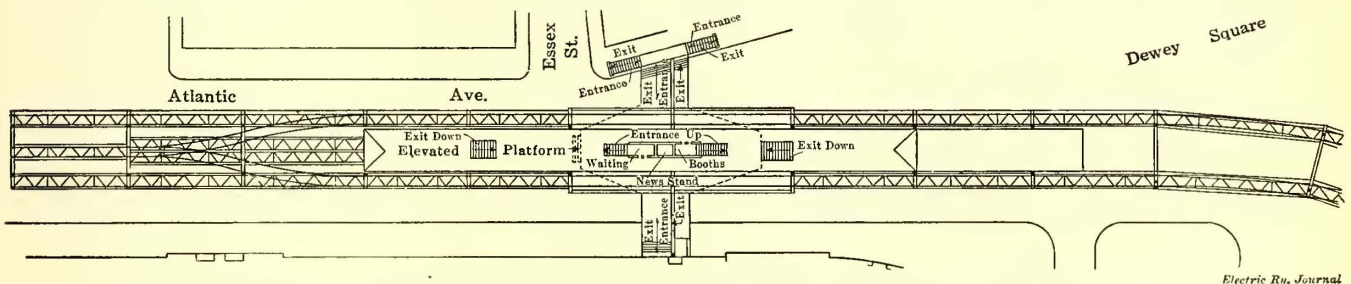 Essex
St.
Exit
Entrance
Exit
Entrance
Exit
Entrance
Exit
Dewey Square
Atlantic Ave.
Exit Down
Elevated Platform
Entrance Up
Waiting
Booths
News Stand
Exit Down
Exit
Entrance
Exit
Electric Ry. Journal